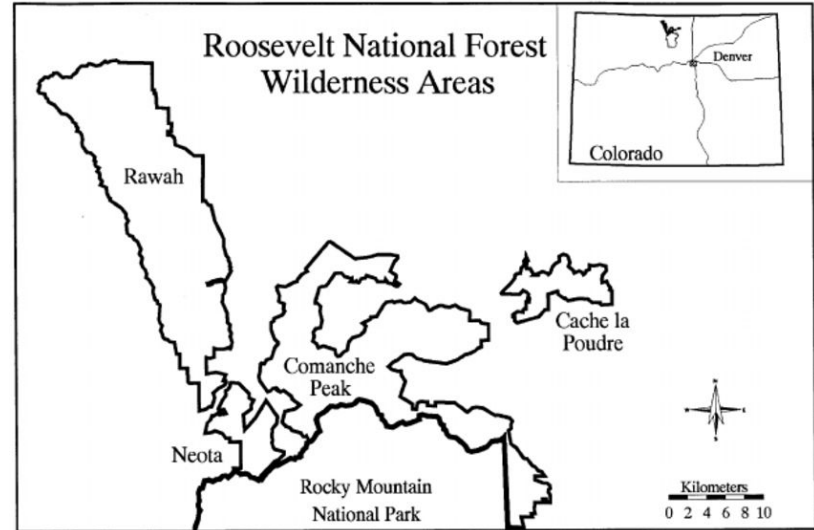 Roosevelt National Forest
Wilderness Areas
Denver
Colorado
Rawah
Cache la
Poudre
Comanche
Peak
Neota
Rocky Mountain
National Park
Kilometers
0 2 4 6 8 10